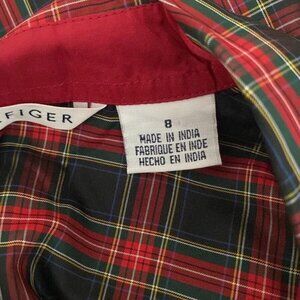 FIGER
8
MADE IN INDIA
FABRIQUE EN INDE
HECHO EN INDIA